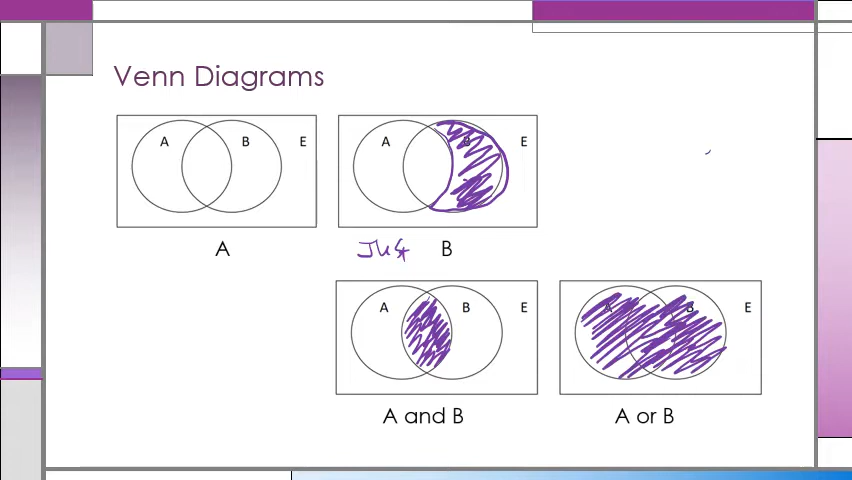 Venn Diagrams
A B E
A B E
A
Just B
A B E
A B E
A and B
A or B